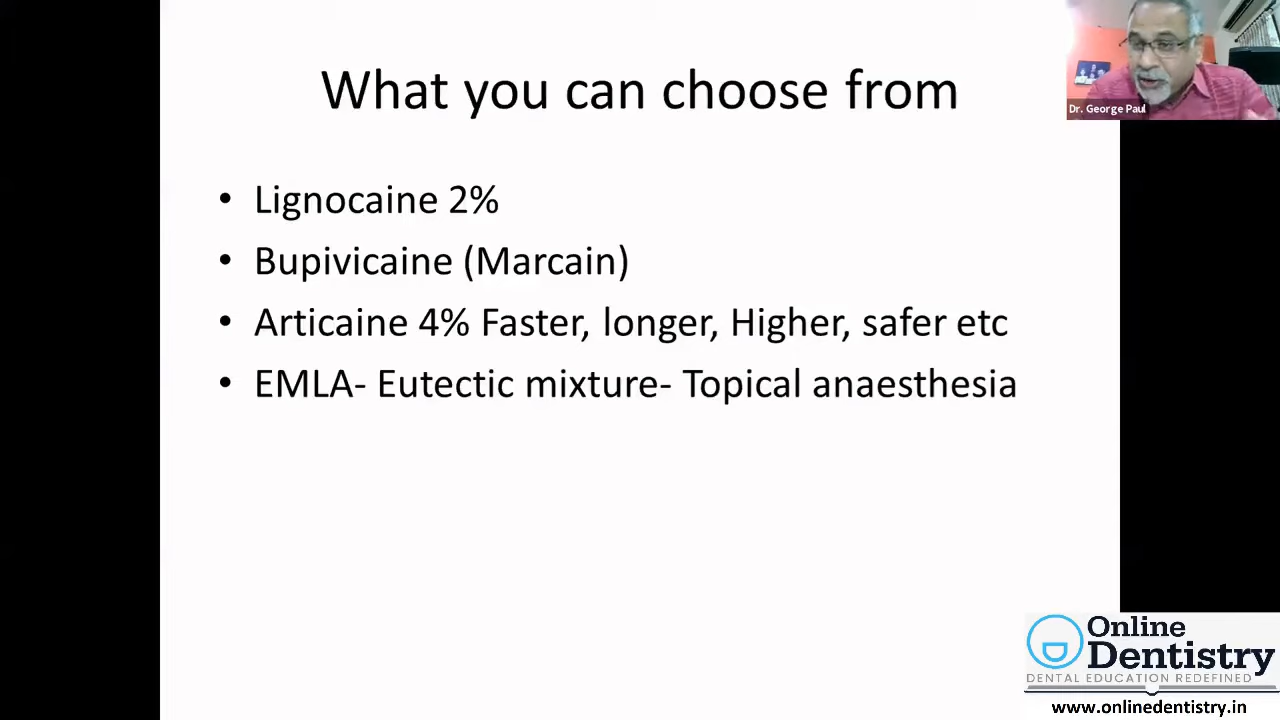 What you can choose from
Dr. George Paul
• Lignocaine 2%
• Bupivicaine (Marcain)
• Articaine 4% Faster, longer, Higher, safer etc
• EMLA- Eutectic mixture- Topical anaesthesia
Online
Dentistry
DENTAL EDUCATION REDEFINED
www.onlinedentistry.in